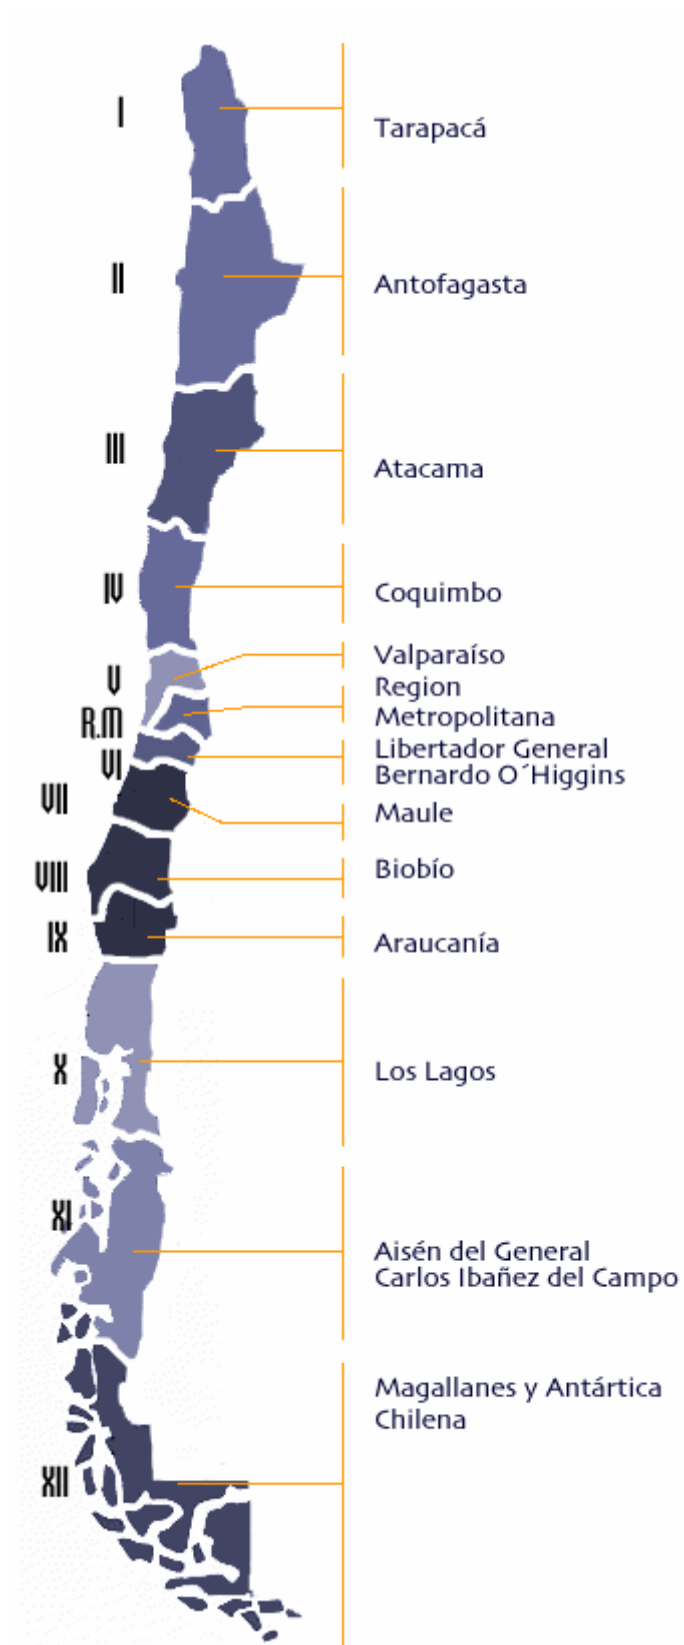 I
Tarapacá
II
Antofagasta
III
Atacama
IV
Coquimbo
V
Valparaíso
R.M
Region
Metropolitana
VI
Libertador General
Bernardo O´Higgins
VII
Maule
VIII
Biobío
IX
Araucanía
X
Los Lagos
XI
Aisén del General
Carlos Ibañez del Campo
XII
Magallanes y Antártica
Chilena